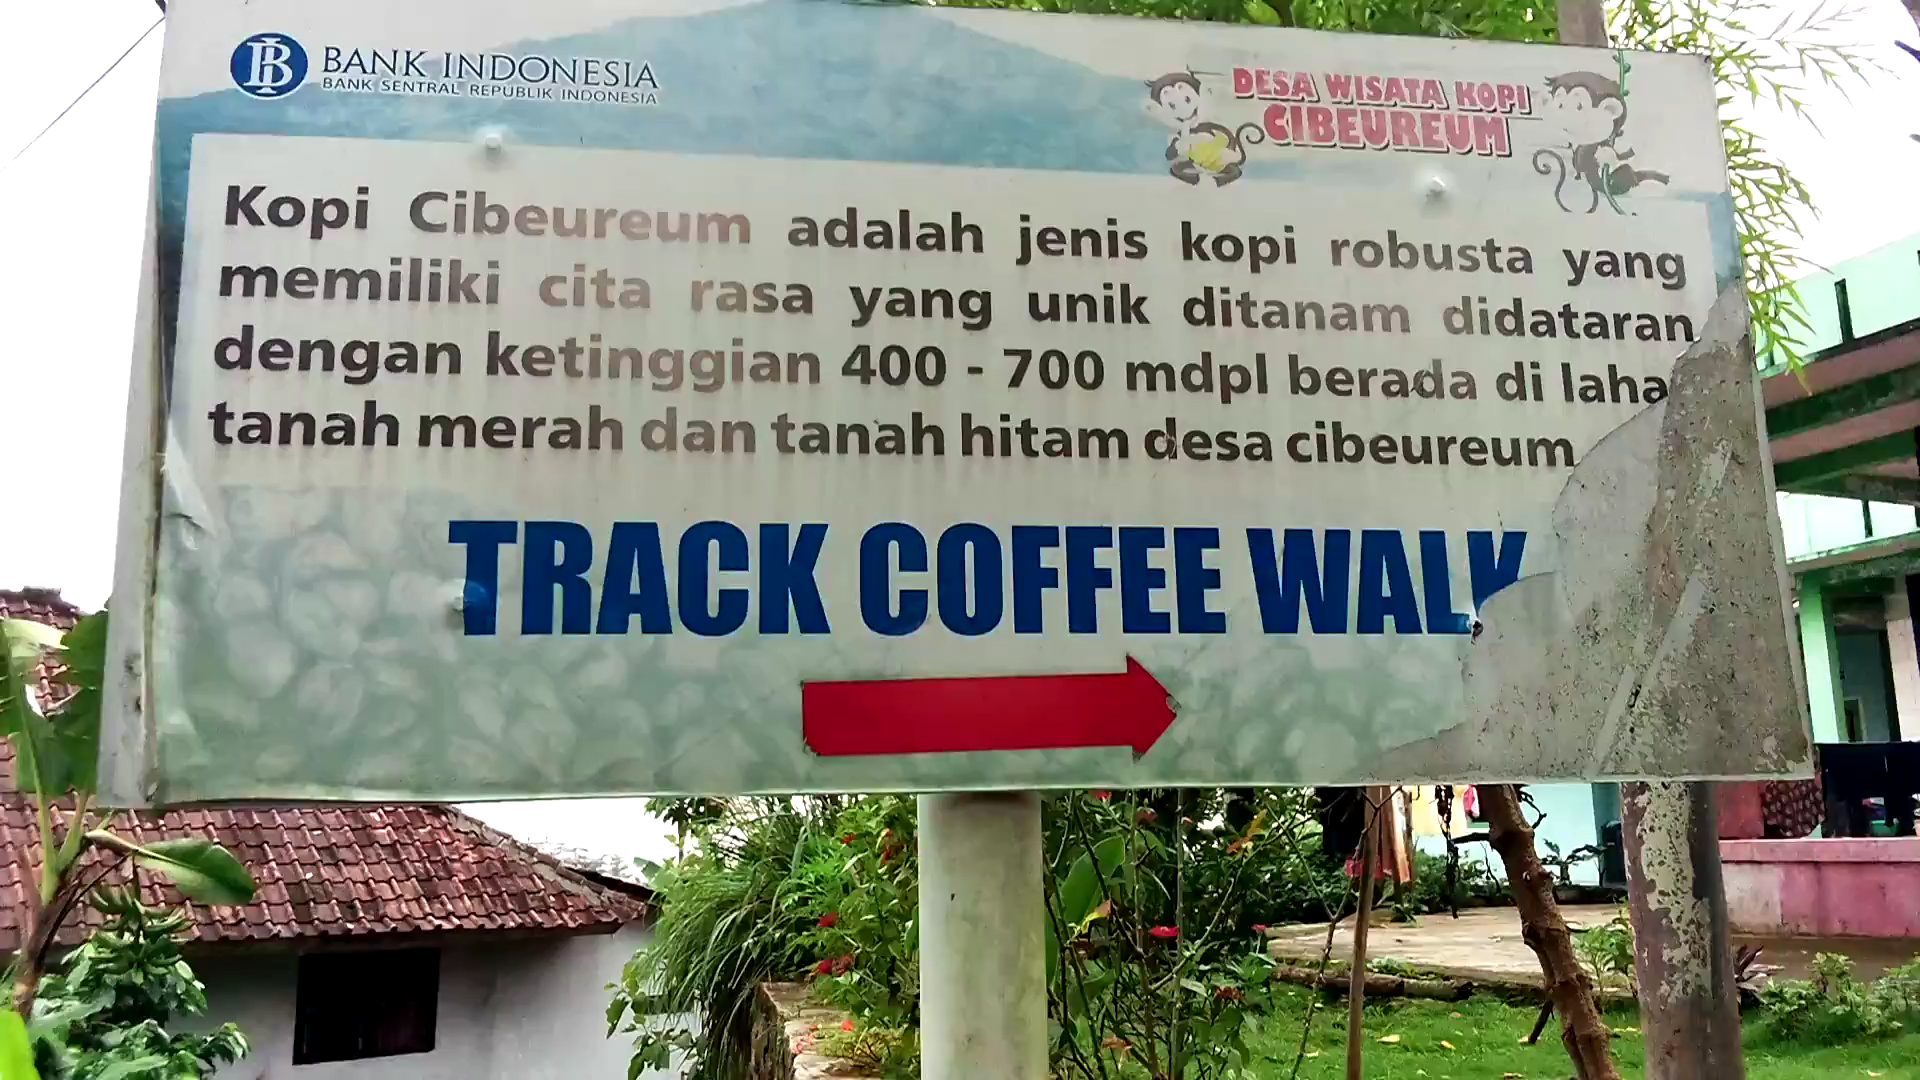 BANK INDONESIA
BANK SENTRAL REPUBLIK INDONESIA
DESA WISATA KOPI
CIBEUREUM
Kopi Cibeureum adalah jenis kopi robusta yang
memiliki cita rasa yang unik ditanam didataran
dengan ketinggian 400 - 700 mdpl berada di laha
tanah merah dan tanah hitam desa cibeureum
TRACK COFFEE WALK